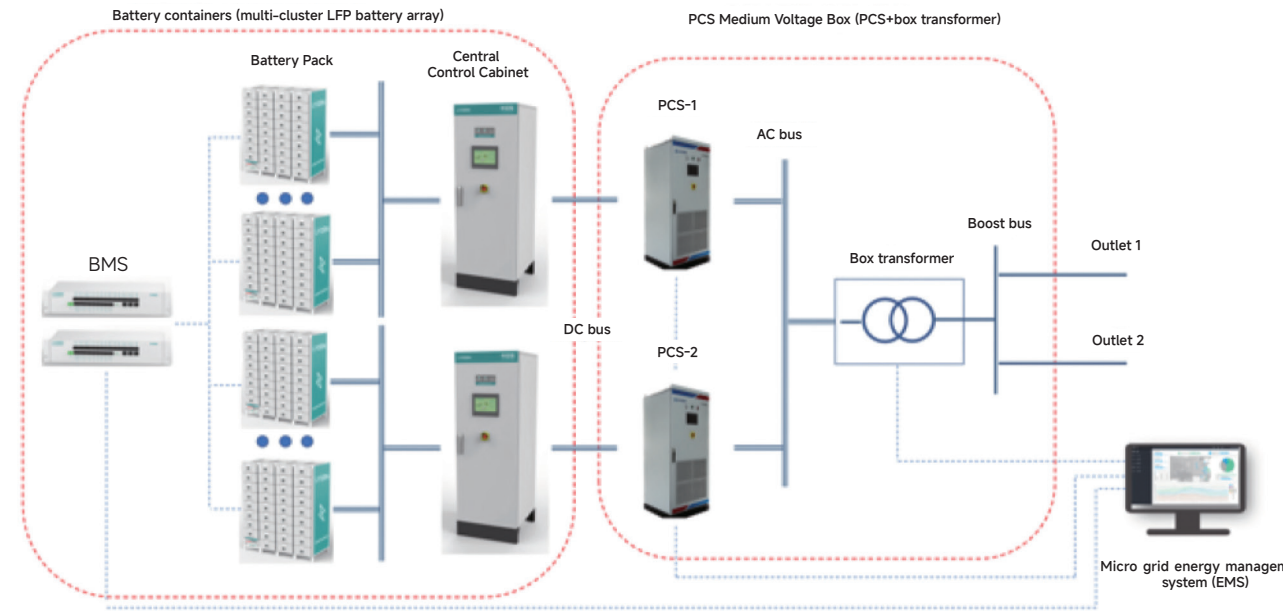 Battery containers (multi-cluster LFP battery array)
PCS Medium Voltage Box (PCS+box transformer)
Battery Pack
Central
Control Cabinet
PCS-1
AC bus
Boost bus
Outlet 1
Box transformer
BMS
DC bus
PCS-2
Outlet 2
Micro grid energy managen
system (EMS)